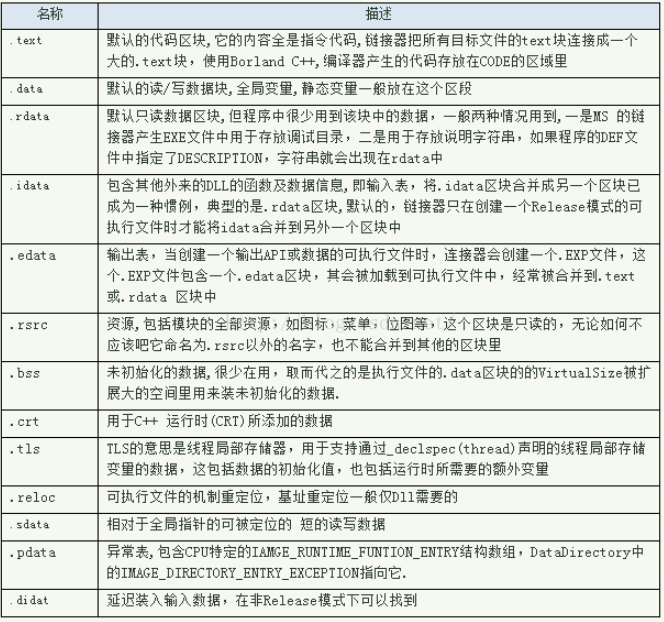 名称 描述
.text 默认的代码区块,它的内容全是指令代码,链接器把所有目标文件的text块连接成一个
大的.text块，使用Borland C++,编译器产生的代码存放在CODE的区域里
.data 默认的读/写数据块,全局变量,静态变量一般放在这个区段
.rdata 默认只读数据区块,但程序中很少用到该块中的数据，一般两种情况用到,一是MS 的链
接器产生EXE文件中用于存放调试目录，二是用于存放说明字符串，如果程序的DEF文
件中指定了DESCRIPTION，字符串就会出现在rdata中
.idata 包含其他外来的DLL的函数及数据信息,即输入表，将.idata区块合并成另一个区块已
成为一种惯例，典型的是.rdata区块,默认的，链接器只在创建一个Release模式的可
执行文件时才能将idata合并到另外一个区块中
.edata 输出表，当创建一个输出API或数据的可执行文件时，连接器会创建一个.EXP文件，这
个.EXP文件包含一个.edata区块，其会被加载到可执行文件中，经常被合并到.text
或.rdata 区块中
.rsrc 资源,包括模块的全部资源，如图标，菜单，位图等，这个区块是只读的，无论如何不
应该吧它命名为.rsrc以外的名字，也不能合并到其他的区块里
.bss 未初始化的数据,很少在用，取而代之的是执行文件的.data区块的的VirtualSize被扩
展大的空间里用来装未初始化的数据.
.crt 用于C++ 运行时(CRT)所添加的数据
.tls TLS的意思是线程局部存储器，用于支持通过_declspec(thread)声明的线程局部存储
变量的数据，这包括数据的初始化值，也包括运行时所需要的额外变量
.reloc 可执行文件的机制重定位，基址重定位一般仅Dll需要的
.sdata 相对于全局指针的可被定位的 短的读写数据
.pdata 异常表,包含CPU特定的IAMGE_RUNTIME_FUNTION_ENTRY结构数组，DataDirectory中
的IMAGE_DIRECTORY_ENTRY_EXCEPTION指向它.
.didat 延迟装入输入数据，在非Release模式下可以找到